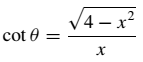 cot θ = √(4 − x²) / x